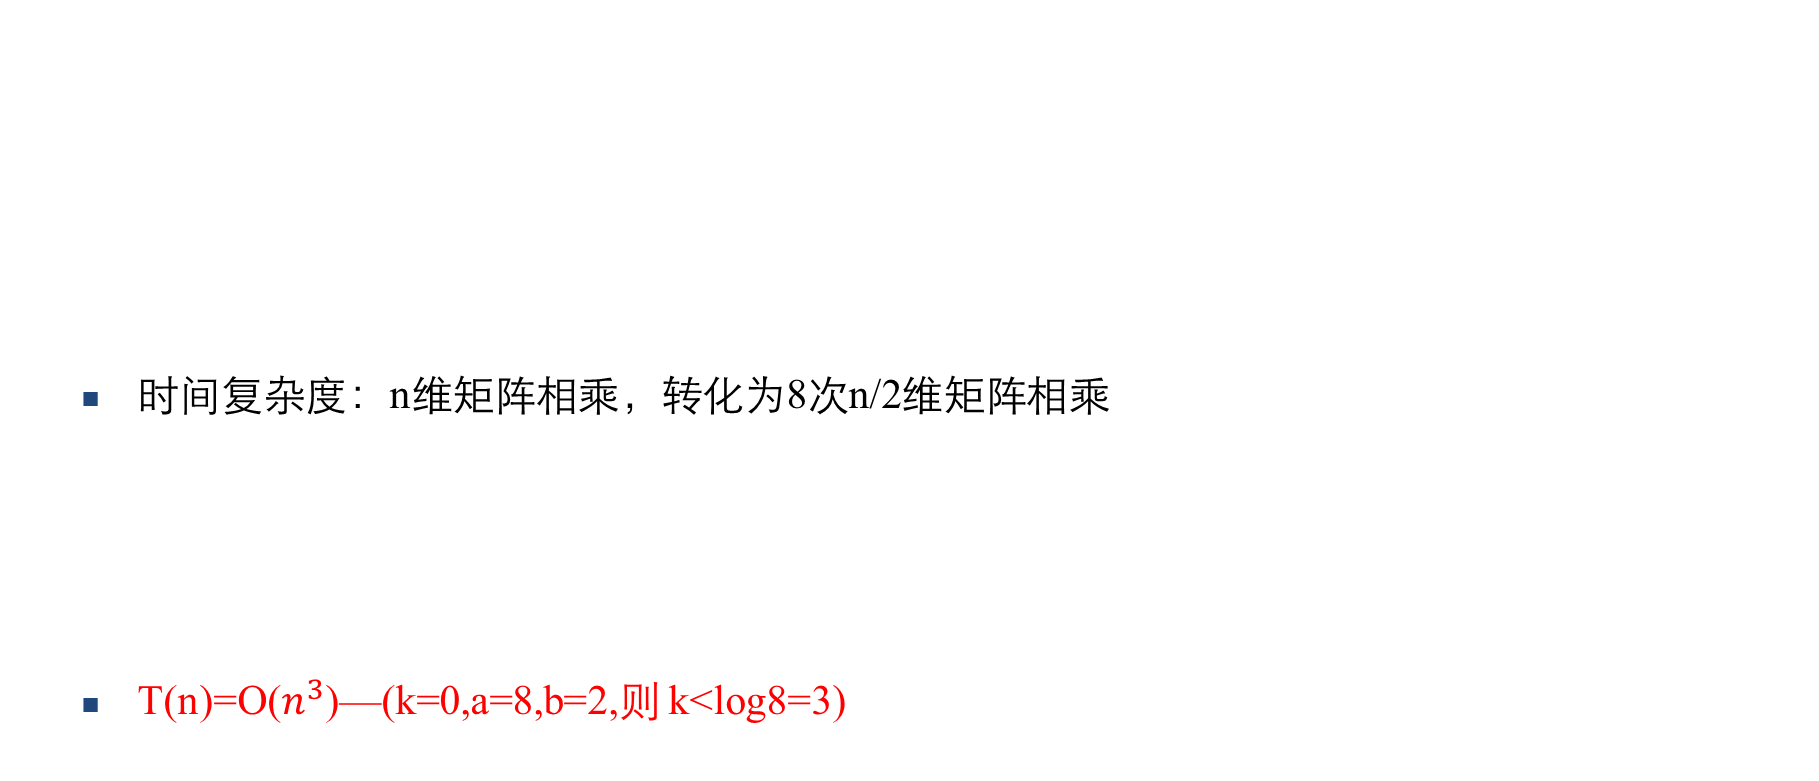 ▪ 时间复杂度：n维矩阵相乘，转化为8次n/2维矩阵相乘
▪ T(n)=O(𝑛³)—(k=0,a=8,b=2,则 k<log8=3)